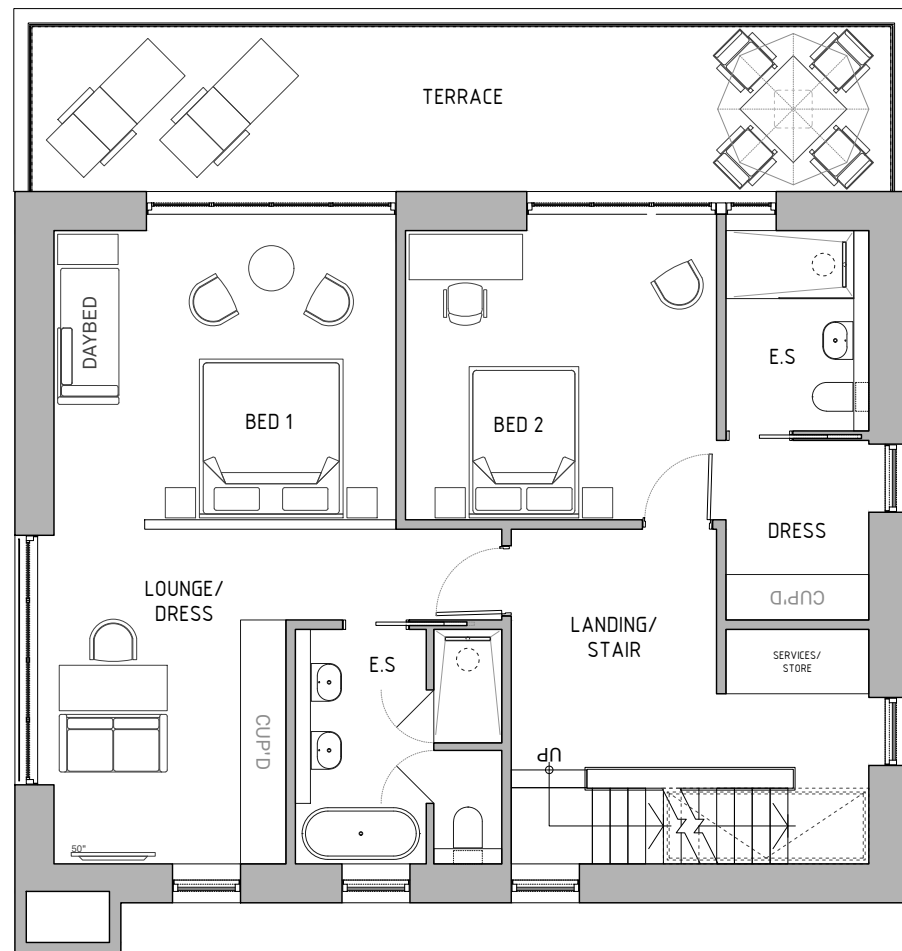 TERRACE
DAYBED
BED 1
BED 2
E.S
DRESS
CUP'D
LOUNGE/
DRESS
LANDING/
STAIR
SERVICES/
STORE
E.S
CUP'D
UP
50"